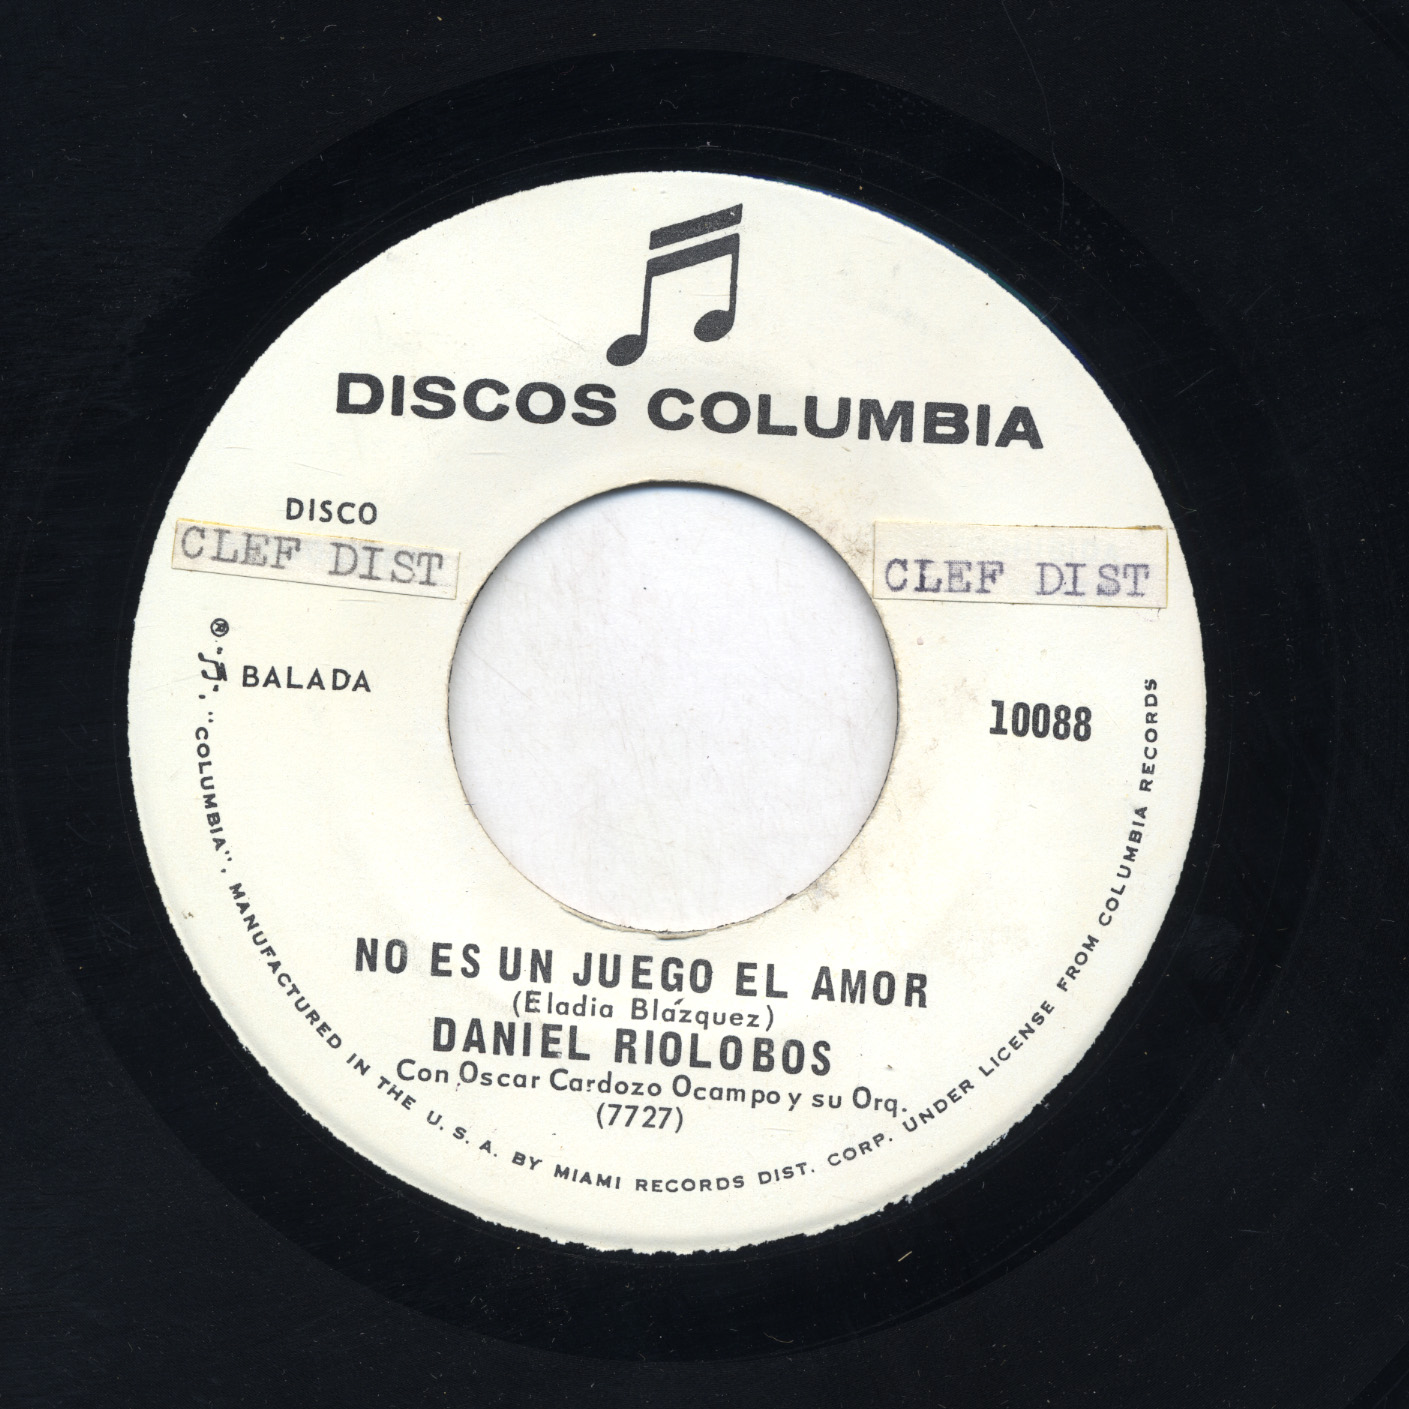 DISCOS COLUMBIA
DISCO
CLEF DIST
CLEF DIST
BALADA
10088
NO ES UN JUEGO EL AMOR
(Eladia Blázquez)
DANIEL RIOLOBOS
Con Oscar Cardozo Ocampo y su Orq.
(7727)
® "♫", "COLUMBIA", MANUFACTURED IN THE U. S. A. BY MIAMI RECORDS DIST. CORP. UNDER LICENSE FROM COLUMBIA RECORDS